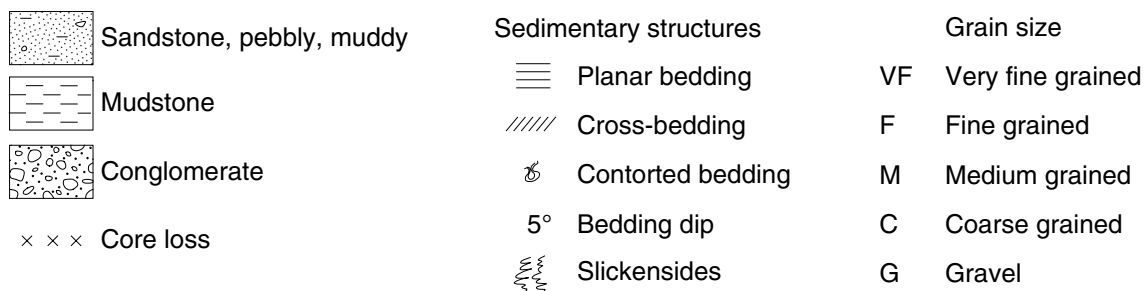 Sandstone, pebbly, muddy
Mudstone
Conglomerate
Core loss
Sedimentary structures
Planar bedding
Cross-bedding
Contorted bedding
5° Bedding dip
Slickensides
Grain size
VF Very fine grained
F Fine grained
M Medium grained
C Coarse grained
G Gravel